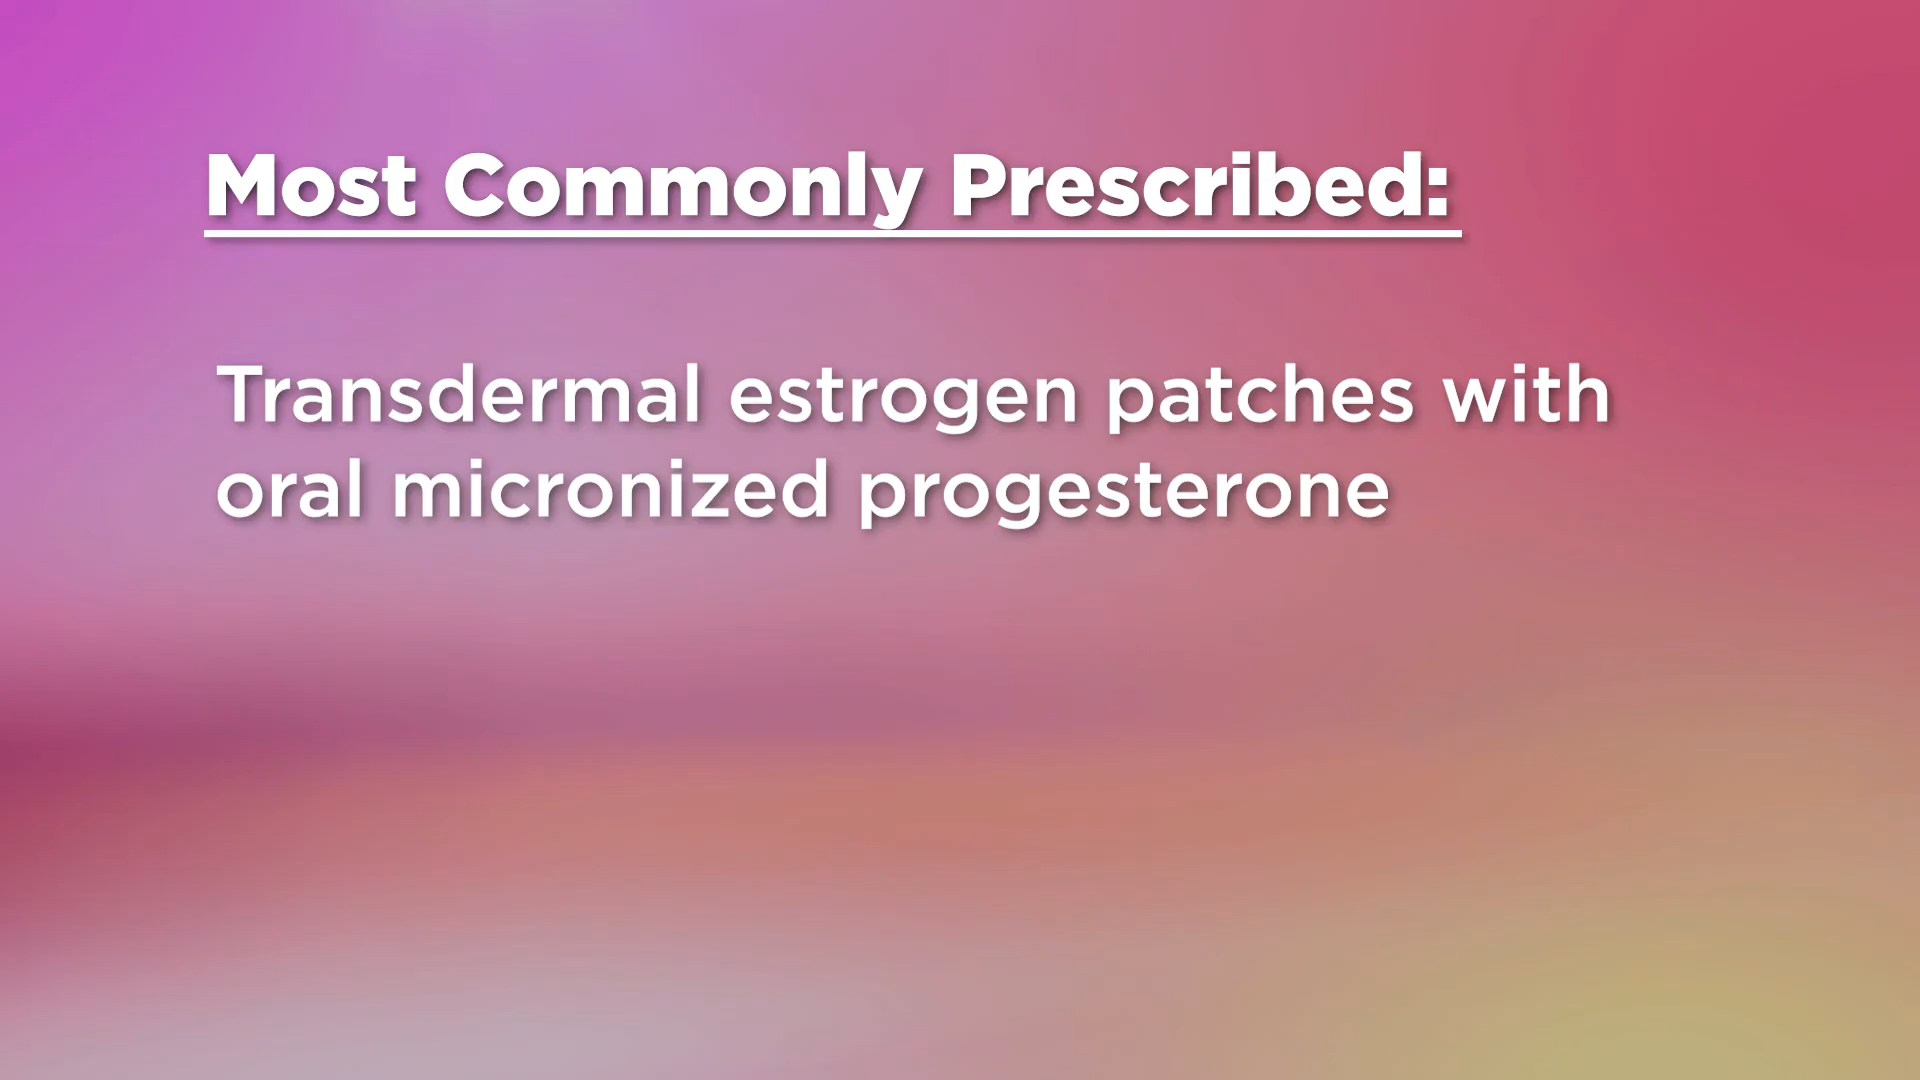 Most Commonly Prescribed:
Transdermal estrogen patches with
oral micronized progesterone